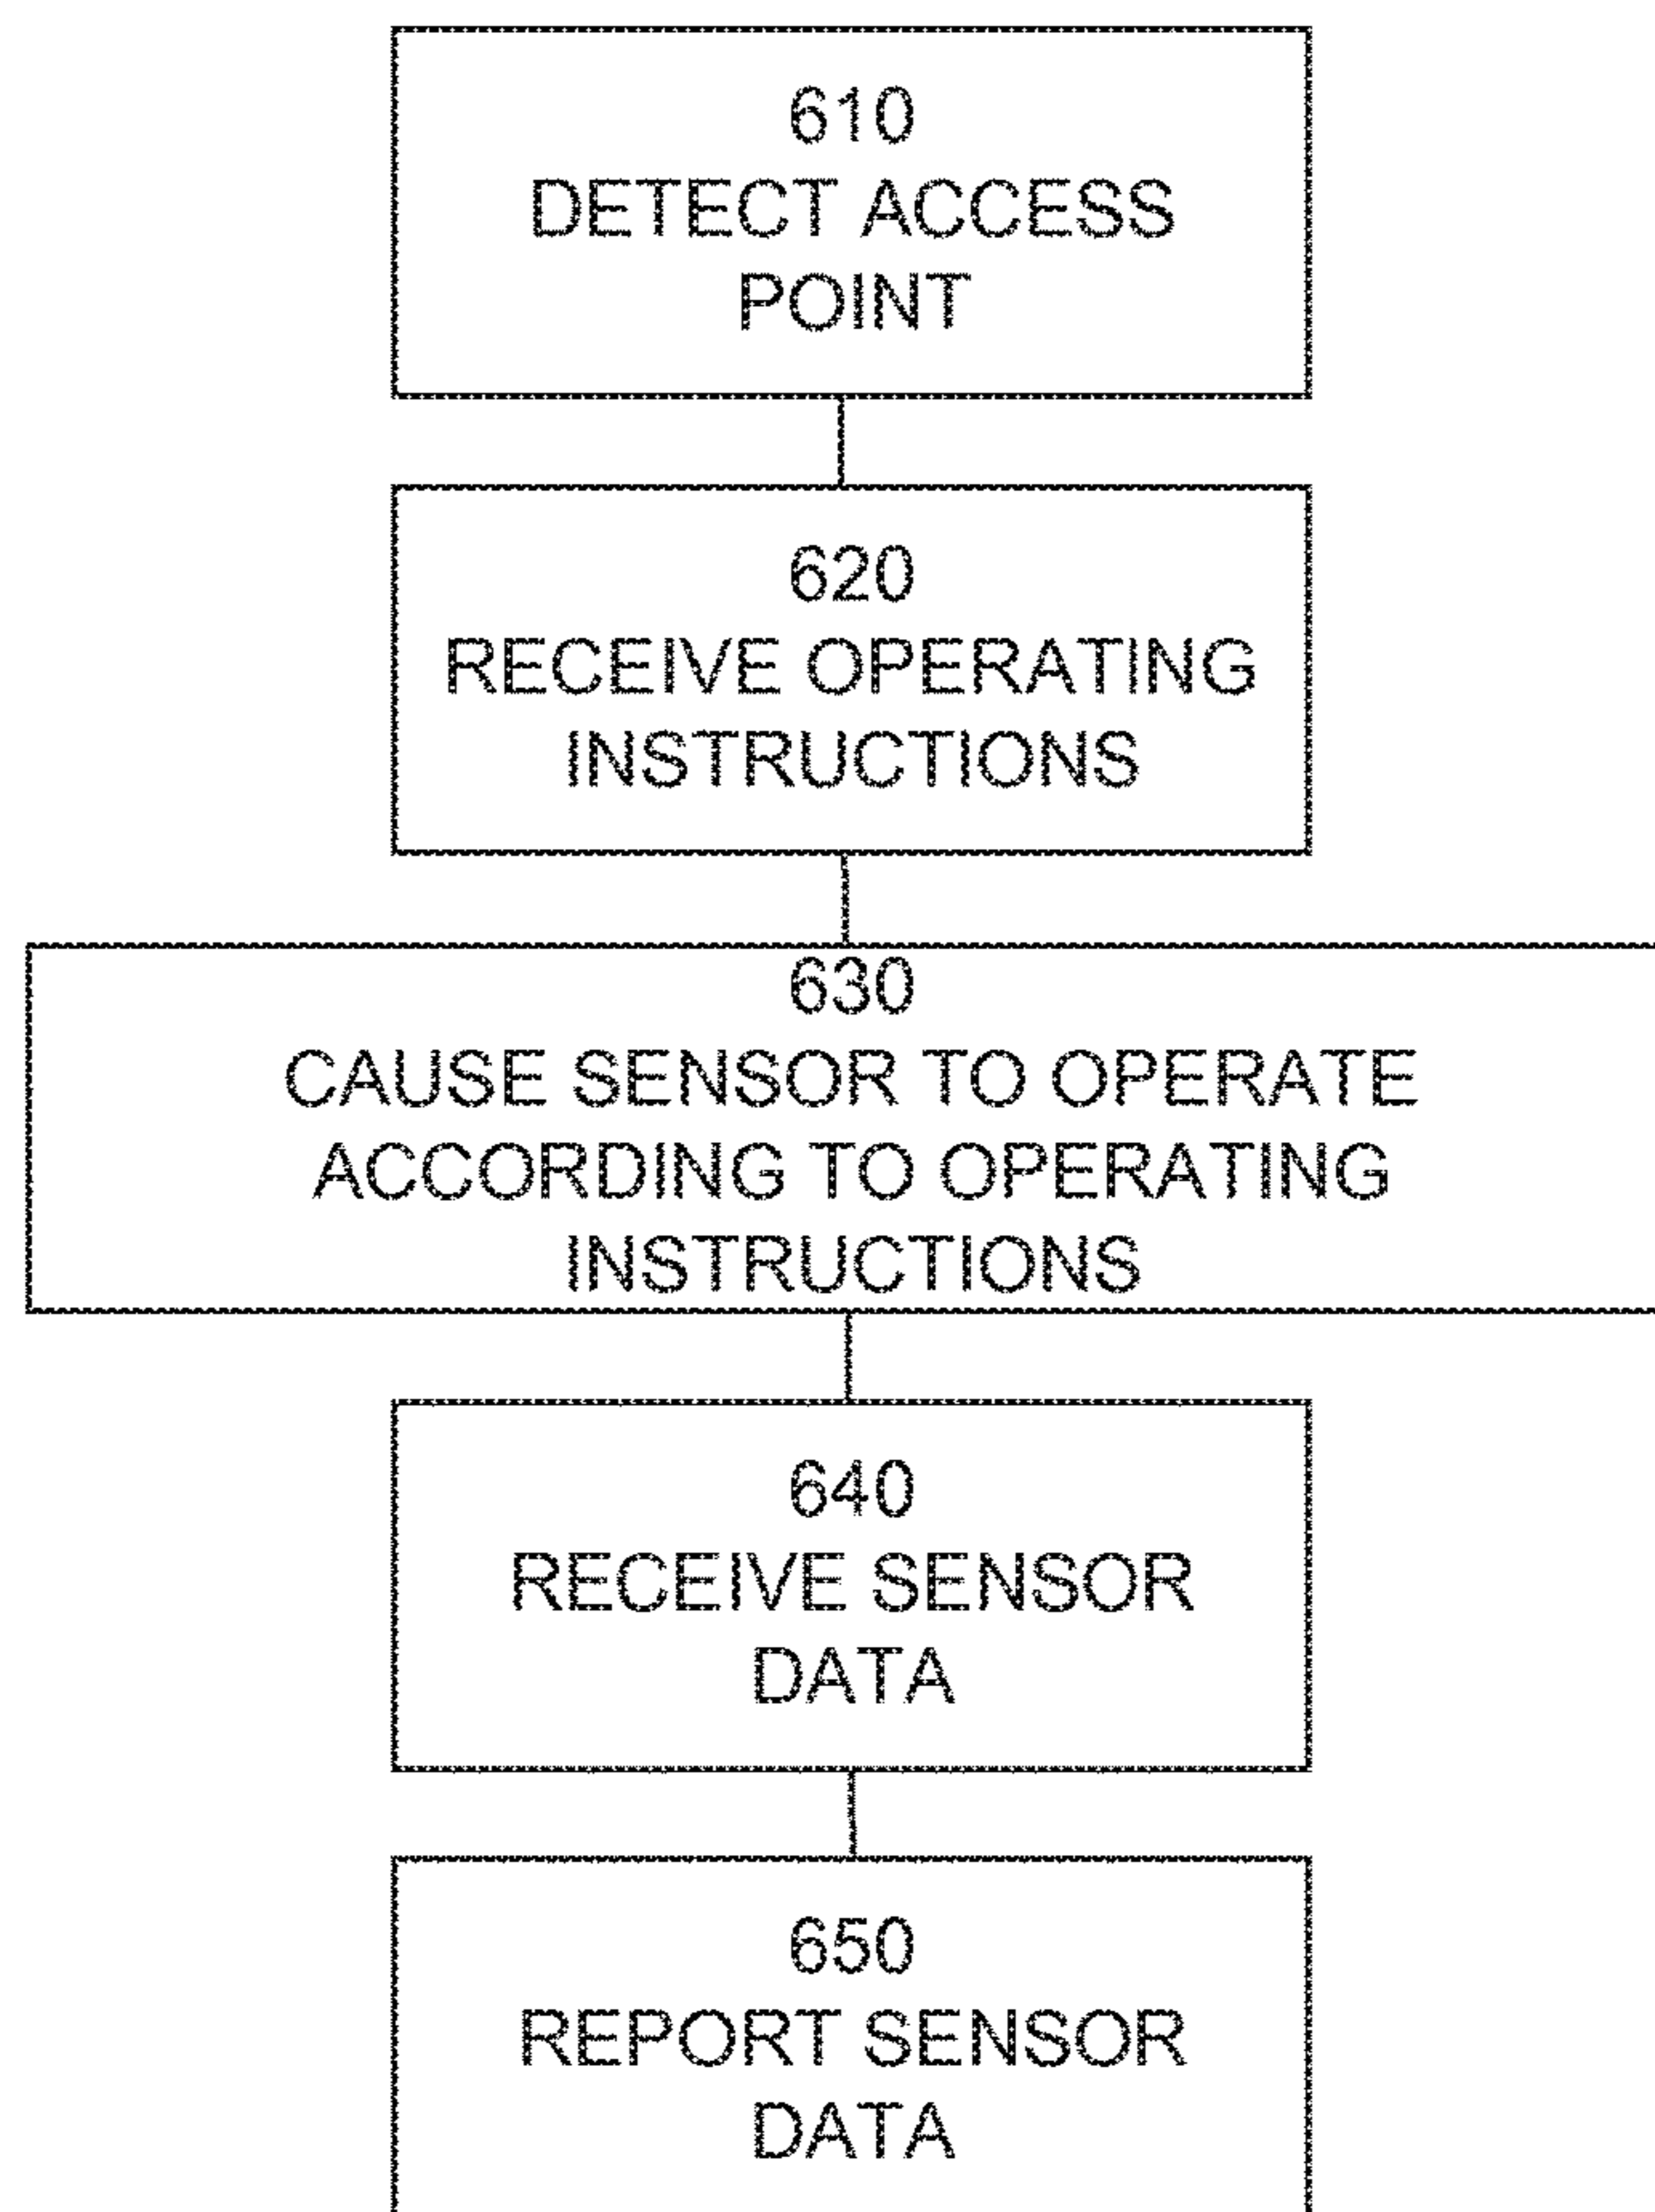 610
DETECT ACCESS
POINT
620
RECEIVE OPERATING
INSTRUCTIONS
630
CAUSE SENSOR TO OPERATE
ACCORDING TO OPERATING
INSTRUCTIONS
640
RECEIVE SENSOR
DATA
650
REPORT SENSOR
DATA